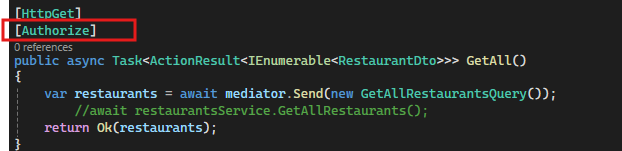 [HttpGet]
[Authorize]
0 references
public async Task<ActionResult<IEnumerable<RestaurantDto>>> GetAll()
{
    var restaurants = await mediator.Send(new GetAllRestaurantsQuery());
        //await restaurantsService.GetAllRestaurants();
    return Ok(restaurants);
}